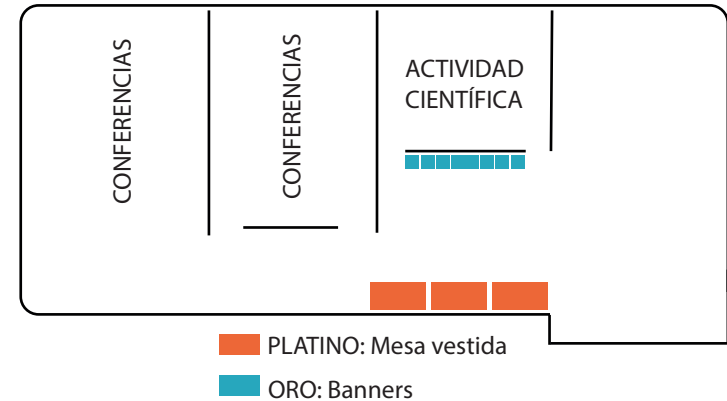 CONFERENCIAS
CONFERENCIAS
ACTIVIDAD
CIENTÍFICA
PLATINO: Mesa vestida
ORO: Banners